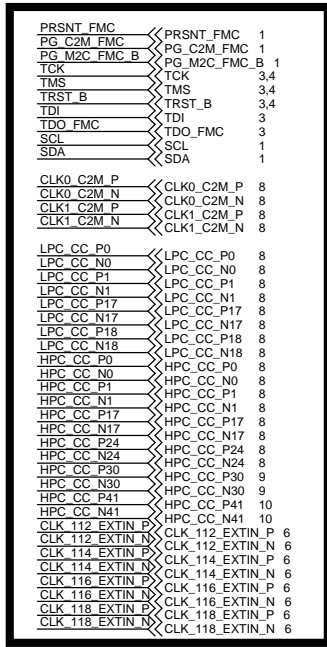 PRSNT_FMC PRSNT_FMC 1
PG_C2M_FMC PG_C2M_FMC 1
PG_M2C_FMC_B PG_M2C_FMC_B 1
TCK TCK 3,4
TMS TMS 3,4
TRST_B TRST_B 3,4
TDI TDI 3
TDO_FMC TDO_FMC 3
SCL SCL 1
SDA SDA 1
CLK0_C2M_P CLK0_C2M_P 8
CLK0_C2M_N CLK0_C2M_N 8
CLK1_C2M_P CLK1_C2M_P 8
CLK1_C2M_N CLK1_C2M_N 8
LPC_CC_P0 LPC_CC_P0 8
LPC_CC_N0 LPC_CC_N0 8
LPC_CC_P1 LPC_CC_P1 8
LPC_CC_N1 LPC_CC_N1 8
LPC_CC_P17 LPC_CC_P17 8
LPC_CC_N17 LPC_CC_N17 8
LPC_CC_P18 LPC_CC_P18 8
LPC_CC_N18 LPC_CC_N18 8
HPC_CC_P0 HPC_CC_P0 8
HPC_CC_N0 HPC_CC_N0 8
HPC_CC_P1 HPC_CC_P1 8
HPC_CC_N1 HPC_CC_N1 8
HPC_CC_P17 HPC_CC_P17 8
HPC_CC_N17 HPC_CC_N17 8
HPC_CC_P24 HPC_CC_P24 8
HPC_CC_N24 HPC_CC_N24 8
HPC_CC_P30 HPC_CC_P30 9
HPC_CC_N30 HPC_CC_N30 9
HPC_CC_P41 HPC_CC_P41 10
HPC_CC_N41 HPC_CC_N41 10
CLK_112_EXTIN_P CLK_112_EXTIN_P 6
CLK_112_EXTIN_N CLK_112_EXTIN_N 6
CLK_114_EXTIN_P CLK_114_EXTIN_P 6
CLK_114_EXTIN_N CLK_114_EXTIN_N 6
CLK_116_EXTIN_P CLK_116_EXTIN_P 6
CLK_116_EXTIN_N CLK_116_EXTIN_N 6
CLK_118_EXTIN_P CLK_118_EXTIN_P 6
CLK_118_EXTIN_N CLK_118_EXTIN_N 6